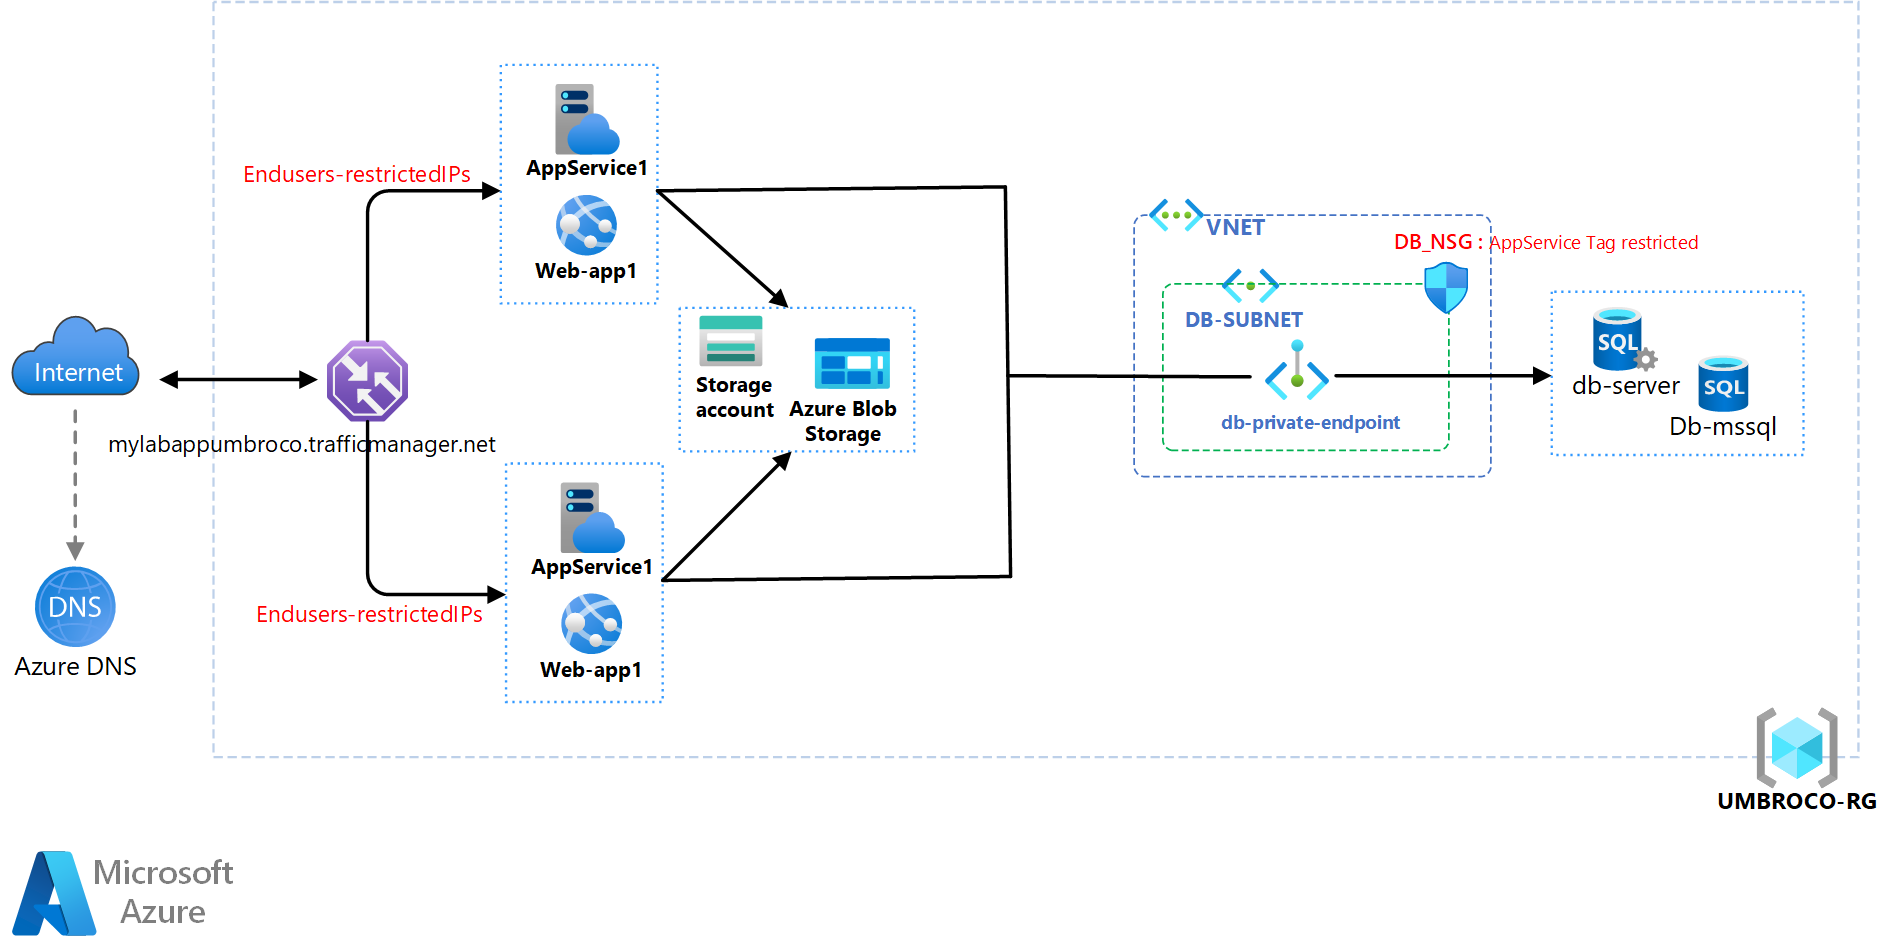 AppService1
Endusers-restrictedIPs
Web-app1
VNET
DB_NSG : AppService Tag restricted
DB-SUBNET
SQL
db-server
SQL
Db-mssql
Internet
Storage
account
Azure Blob
Storage
db-private-endpoint
mylabappumbroco.trafficmanager.net
AppService1
Endusers-restrictedIPs
Web-app1
DNS
Azure DNS
UMBROCO-RG
Microsoft
Azure